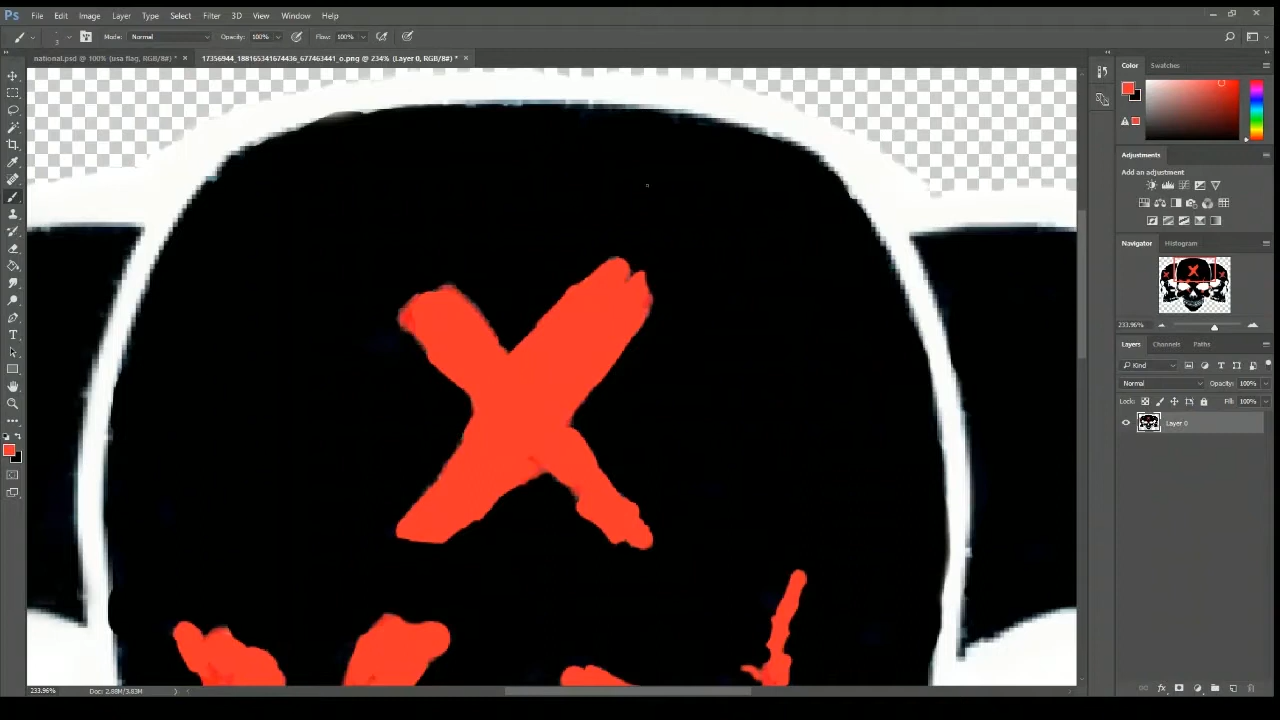 Ps File Edit Image Layer Type Select Filter 3D View Window Help
3 Mode: Normal Opacity: 100% Flow: 100%
national.psd @ 100% (usa flag, RGB/8#) * × 17356944_188165341674436_677463441_o.png @ 234% (Layer 0, RGB/8#) * ×
Color Swatches
Adjustments
Add an adjustment
Navigator Histogram
233.96%
Layers Channels Paths
Kind
Normal Opacity: 100%
Lock: Fill: 100%
Layer 0
233.96% Doc: 2.88M/3.83M